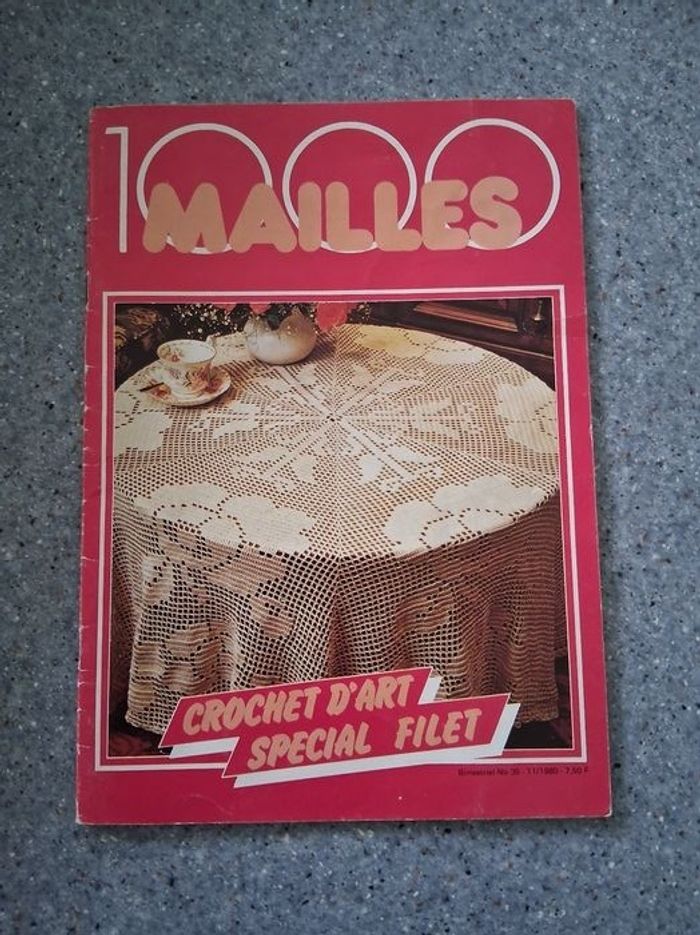 1000
MAILLES
CROCHET D'ART
SPECIAL FILET
Bimestriel No 35 - 11/1980 - 7,50 F